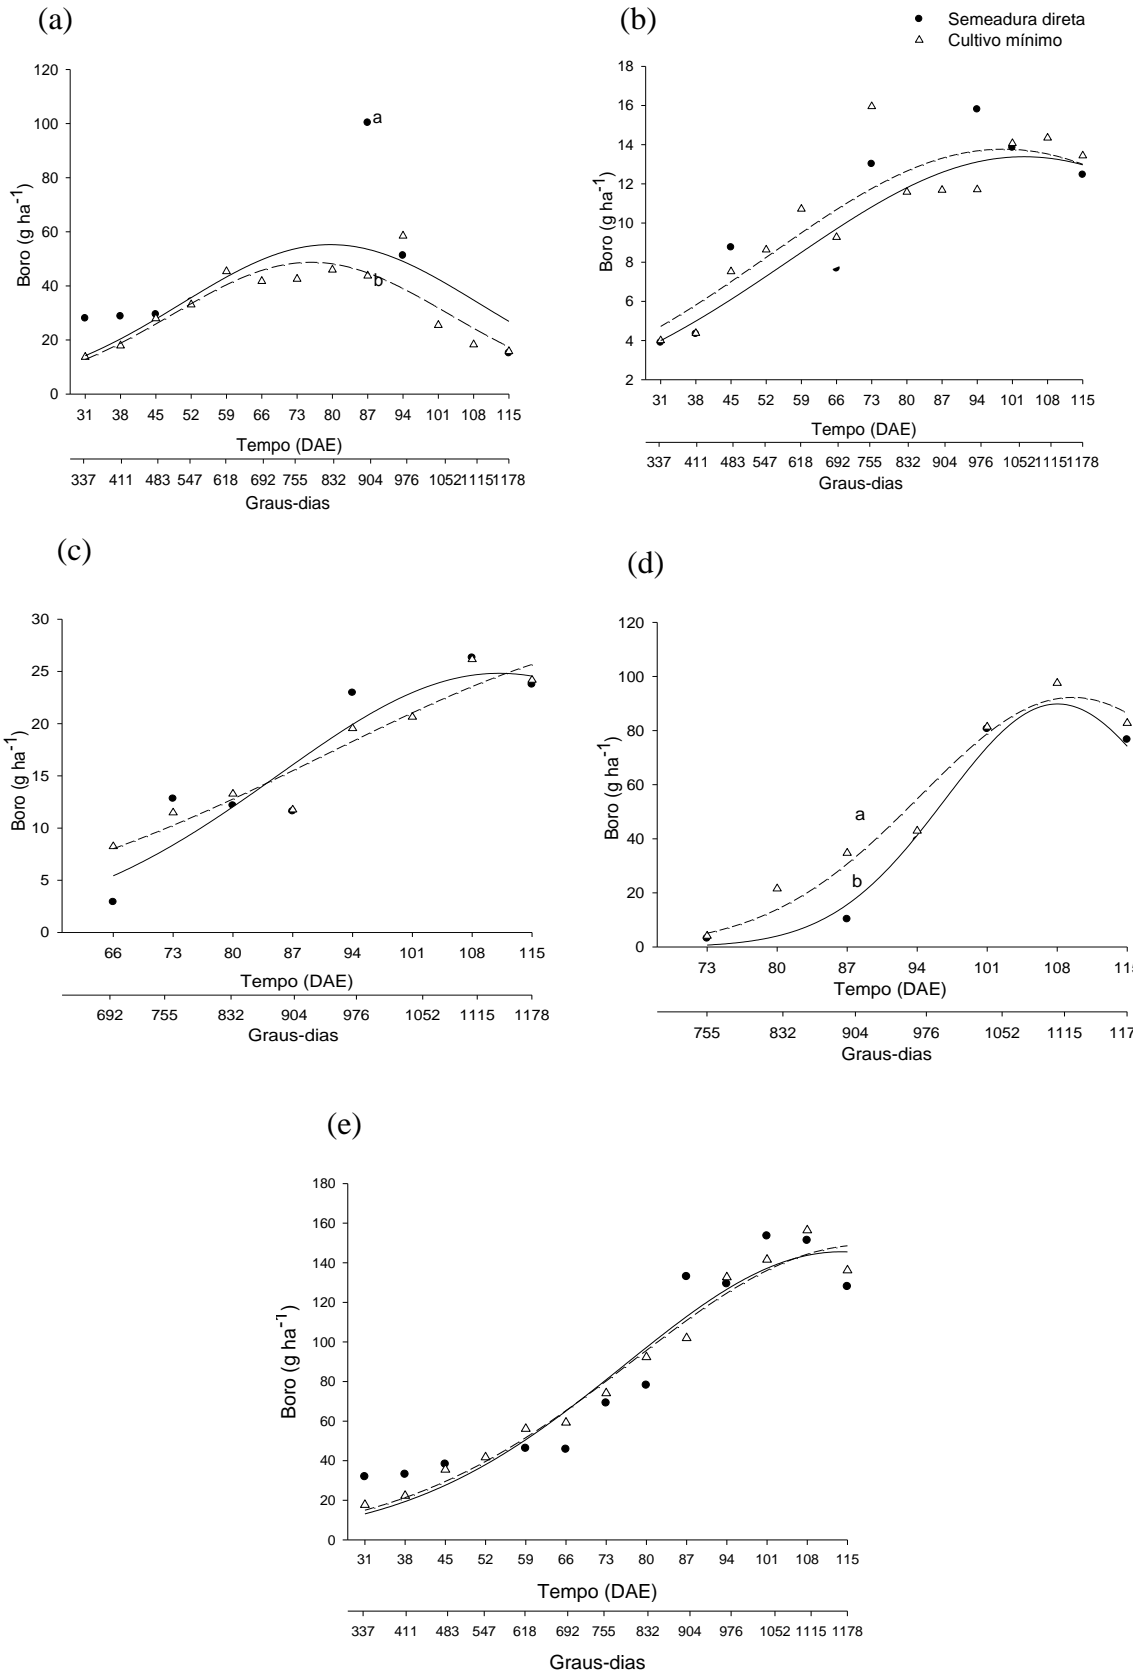 (a)
120
100
80
60
40
20
0
Boro (g ha⁻¹)
a
b
31 38 45 52 59 66 73 80 87 94 101 108 115
Tempo (DAE)
337 411 483 547 618 692 755 832 904 976 1052 1115 1178
Graus-dias
(b)
Semeadura direta
Cultivo mínimo
18
16
14
12
10
8
6
4
2
Boro (g ha⁻¹)
31 38 45 52 59 66 73 80 87 94 101 108 115
Tempo (DAE)
337 411 483 547 618 692 755 832 904 976 1052 1115 1178
Graus-dias
(c)
30
25
20
15
10
5
0
Boro (g ha⁻¹)
66 73 80 87 94 101 108 115
Tempo (DAE)
692 755 832 904 976 1052 1115 1178
Graus-dias
(d)
120
100
80
60
40
20
0
Boro (g ha⁻¹)
a
b
73 80 87 94 101 108
Tempo (DAE)
755 832 904 976 1052 1115
Graus-dias
(e)
180
160
140
120
100
80
60
40
20
0
Boro (g ha⁻¹)
31 38 45 52 59 66 73 80 87 94 101 108 115
Tempo (DAE)
337 411 483 547 618 692 755 832 904 976 1052 1115 1178
Graus-dias